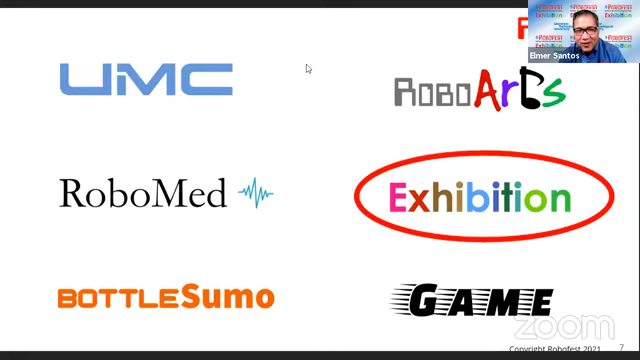 UMC
RoboArts
RoboMed
Exhibition
BOTTLESumo
GAME
Elmer Santos
zoom
Copyright Robofest 2021
7